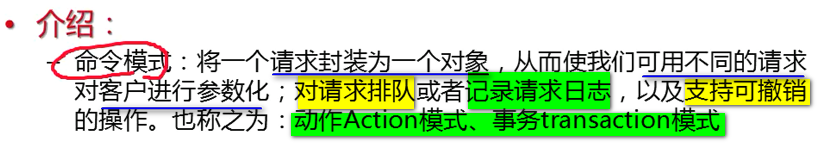 • 介绍：
– 命令模式：将一个请求封装为一个对象，从而使我们可用不同的请求
对客户进行参数化；对请求排队或者记录请求日志，以及支持可撤销
的操作。也称之为：动作Action模式、事务transaction模式